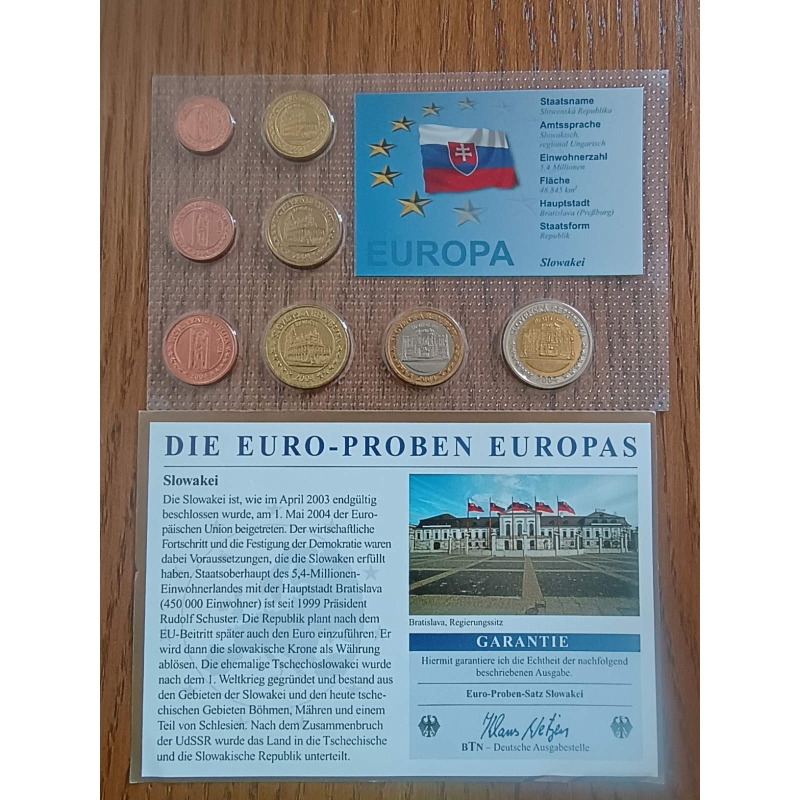 Staatsname
Slowenská Republika
Amtssprache
Slowakisch,
regional Ungarisch
Einwohnerzahl
5,4 Millionen
Fläche
48.845 km²
Hauptstadt
Bratislava (Preßburg)
Staatsform
Republik
EUROPA
Slowakei
DIE EURO-PROBEN EUROPAS
Slowakei
Die Slowakei ist, wie im April 2003 endgültig
beschlossen wurde, am 1. Mai 2004 der Euro-
päischen Union beigetreten. Der wirtschaftliche
Fortschritt und die Festigung der Demokratie waren
dabei Voraussetzungen, die die Slowaken erfüllt
haben. Staatsoberhaupt des 5,4-Millionen-
Einwohnerlandes mit der Hauptstadt Bratislava
(450 000 Einwohner) ist seit 1999 Präsident
Rudolf Schuster. Die Republik plant nach dem
EU-Beitritt später auch den Euro einzuführen. Er
wird dann die slowakische Krone als Währung
ablösen. Die ehemalige Tschechoslowakei wurde
nach dem 1. Weltkrieg gegründet und bestand aus
den Gebieten der Slowakei und den heute tsche-
chischen Gebieten Böhmen, Mähren und einem
Teil von Schlesien. Nach dem Zusammenbruch
der UdSSR wurde das Land in die Tschechische
und die Slowakische Republik unterteilt.
Bratislava, Regierungssitz
GARANTIE
Hiermit garantiere ich die Echtheit der nachfolgend
beschriebenen Ausgabe.
Euro-Proben-Satz Slowakei
BTN – Deutsche Ausgabestelle